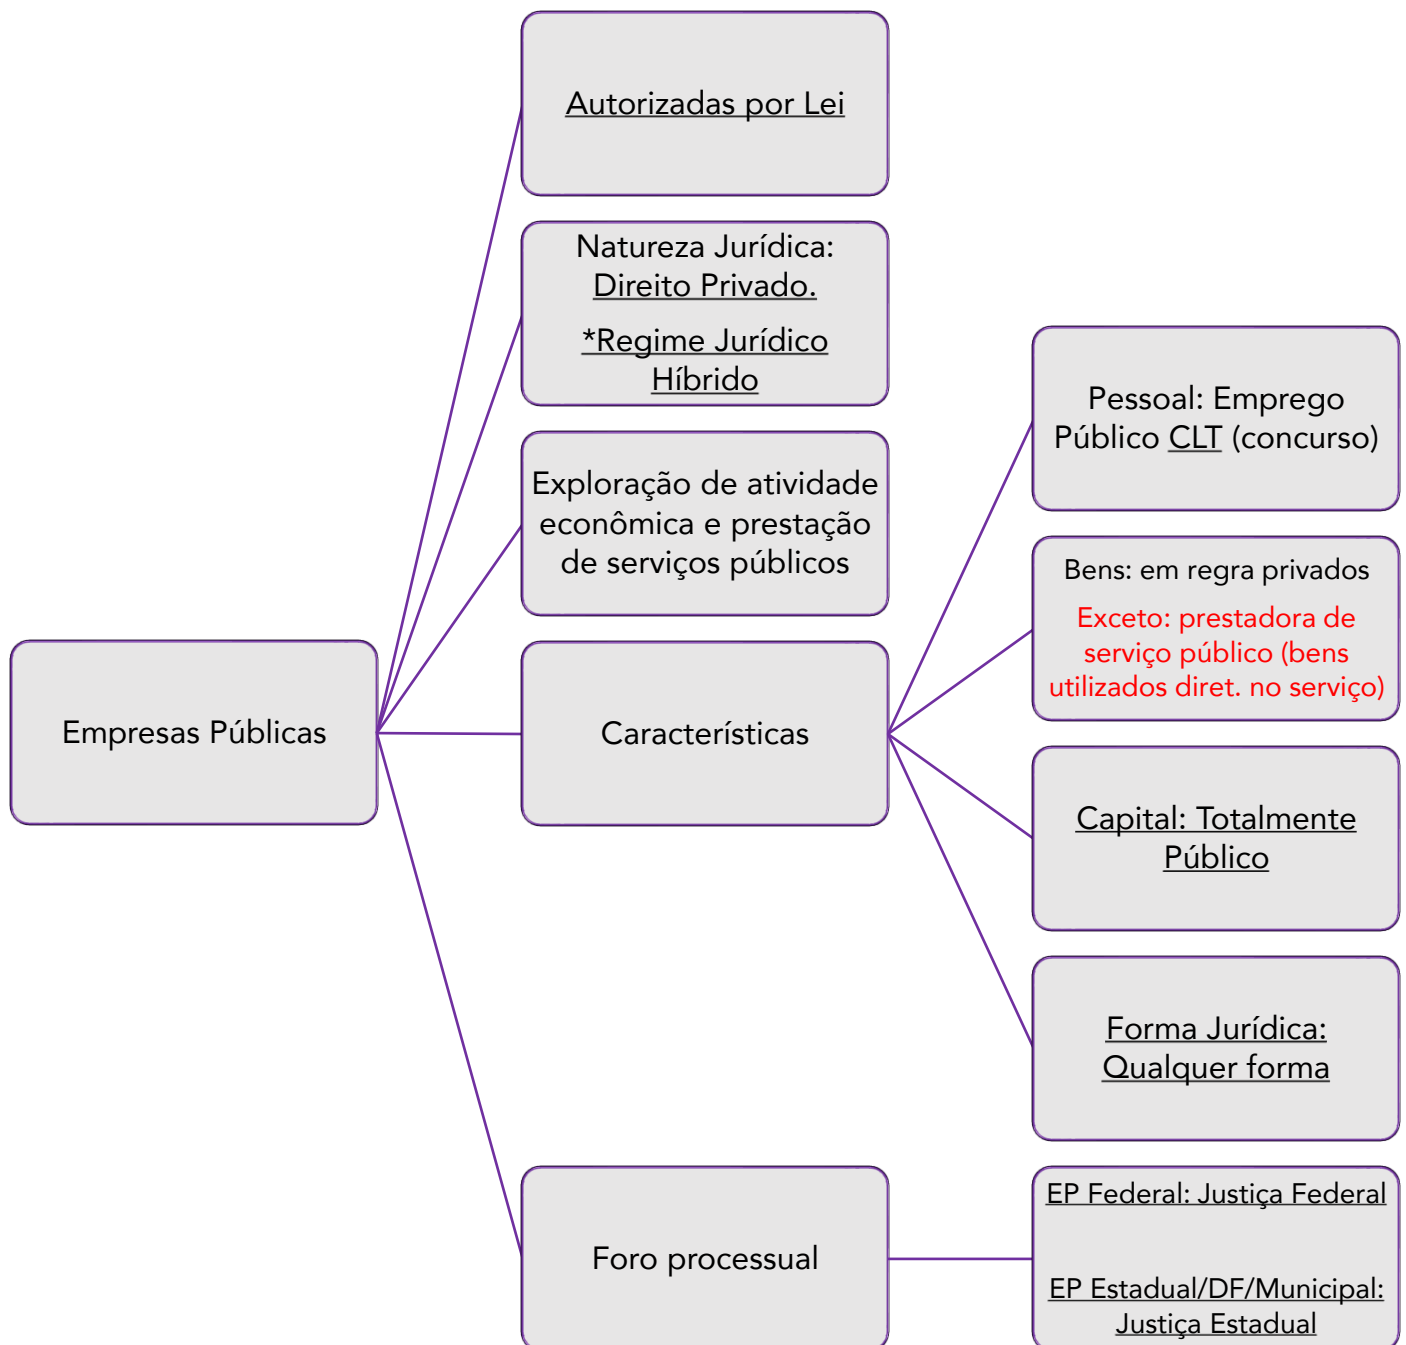 Autorizadas por Lei
Natureza Jurídica:
Direito Privado.
*Regime Jurídico
Híbrido
Exploração de atividade
econômica e prestação
de serviços públicos
Empresas Públicas
Características
Pessoal: Emprego
Público CLT (concurso)
Bens: em regra privados
Exceto: prestadora de
serviço público (bens
utilizados diret. no serviço)
Capital: Totalmente
Público
Forma Jurídica:
Qualquer forma
Foro processual
EP Federal: Justiça Federal
EP Estadual/DF/Municipal:
Justiça Estadual